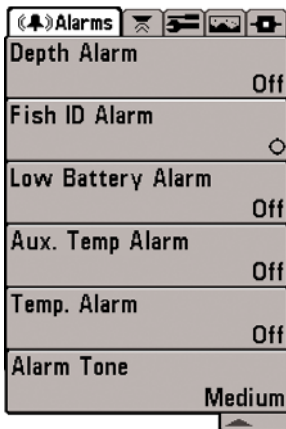 Alarms
Depth Alarm
Off
Fish ID Alarm
Low Battery Alarm
Off
Aux. Temp Alarm
Off
Temp. Alarm
Off
Alarm Tone
Medium